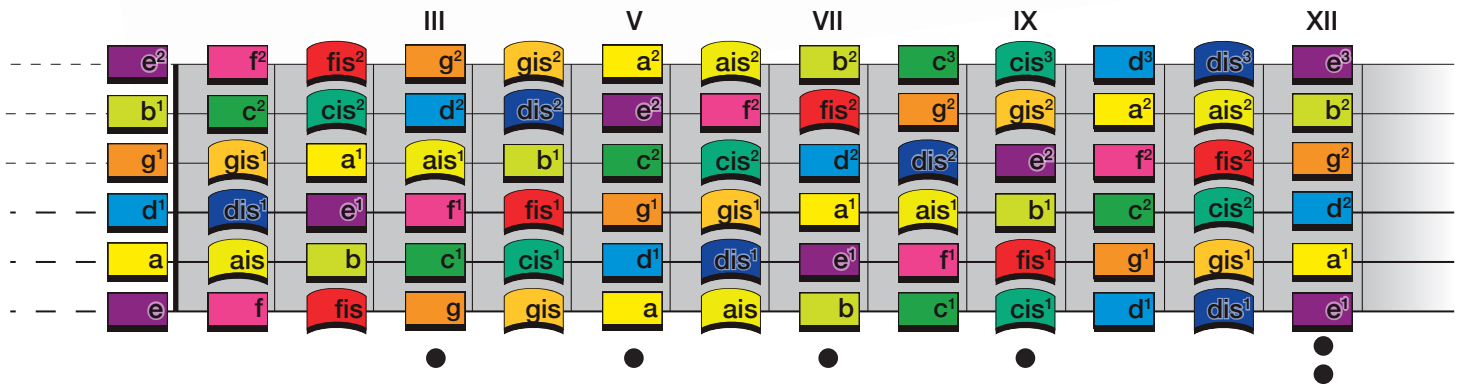 III V VII IX XII
e² f² fis² g² gis² a² ais² b² c³ cis³ d³ dis³ e³
b¹ c² cis² d² dis² e² f² fis² g² gis² a² ais² b²
g¹ gis¹ a¹ ais¹ b¹ c² cis² d² dis² e² f² fis² g²
d¹ dis¹ e¹ f¹ fis¹ g¹ gis¹ a¹ ais¹ b¹ c² cis² d²
a ais b c¹ cis¹ d¹ dis¹ e¹ f¹ fis¹ g¹ gis¹ a¹
e f fis g gis a ais b c¹ cis¹ d¹ dis¹ e¹